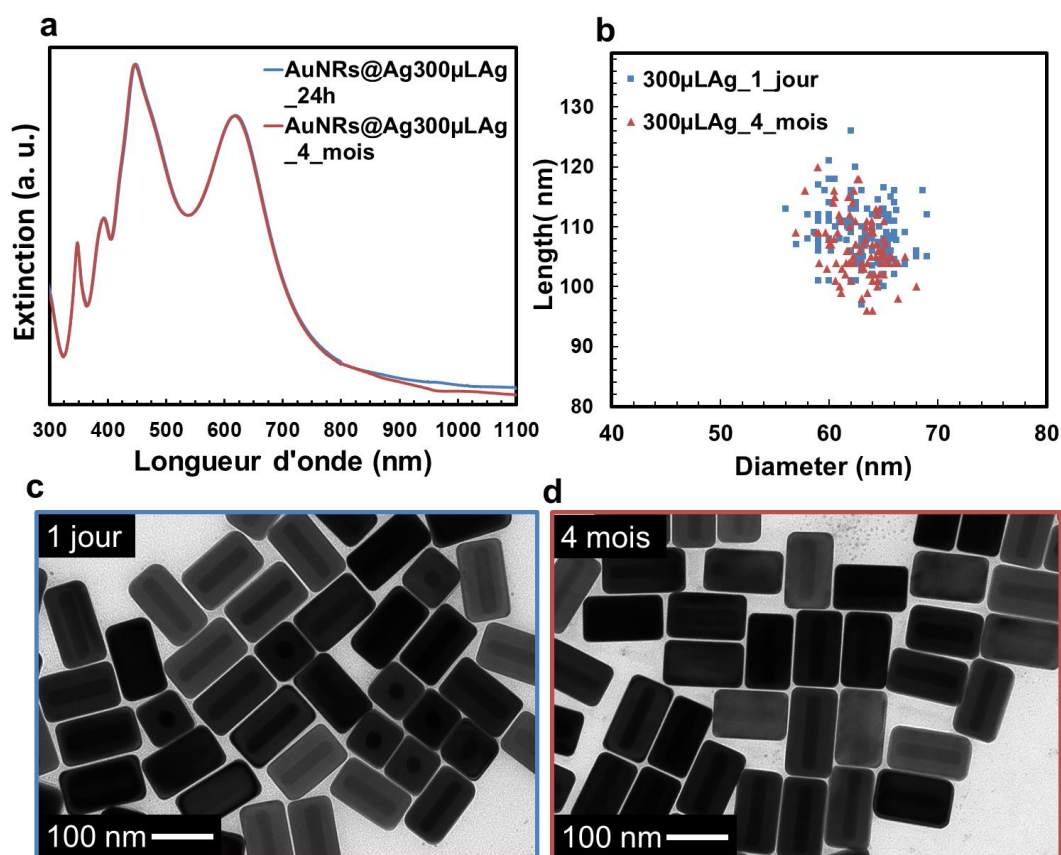 a
AuNRs@Ag300µLAg
_24h
AuNRs@Ag300µLAg
_4_mois
Extinction (a. u.)
300 400 500 600 700 800 900 1000 1100
Longueur d'onde (nm)
b
300µLAg_1_jour
300µLAg_4_mois
130
120
110
100
90
80
Length( nm)
40 50 60 70 80
Diameter (nm)
c
1 jour
100 nm
d
4 mois
100 nm